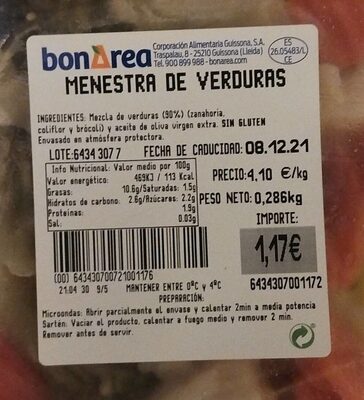 bonArea
Corporación Alimentaria Guissona, S.A.
Traspalau, 8 - 25210 Guissona (Lleida)
Tel. 900 899 988 - bonarea.com
ES
26.05483/L
CE
MENESTRA DE VERDURAS
INGREDIENTES: Mezcla de verduras (90%) (zanahoria,
coliflor y brócoli) y aceite de oliva virgen extra. SIN GLUTEN
Envasado en atmósfera protectora.
LOTE:6434 3077 FECHA DE CADUCIDAD: 08.12.21
Info Nutricional: Valor medio por 100g
Valor energético: 469KJ / 113 Kcal
Grasas: 10.6g/Saturadas: 1.5g
Hidratos de carbono. 2.6g/Azúcares: 2.2g
Proteínas: 1.9g
Sal: 0.03g
PRECIO: 4,10 €/kg
PESO NETO: 0,286kg
IMPORTE:
1,17€
(00) 643430700721001176
6434307001172
21.04 30 9/5 MANTENER ENTRE 0ºC y 4ºC
PREPARACIÓN:
Microondas: Abrir parcialmente el envase y calentar 2min a media potencia
Sartén: Vaciar el producto, calentar a fuego medio y remover 2 min.
Remover antes de servir.